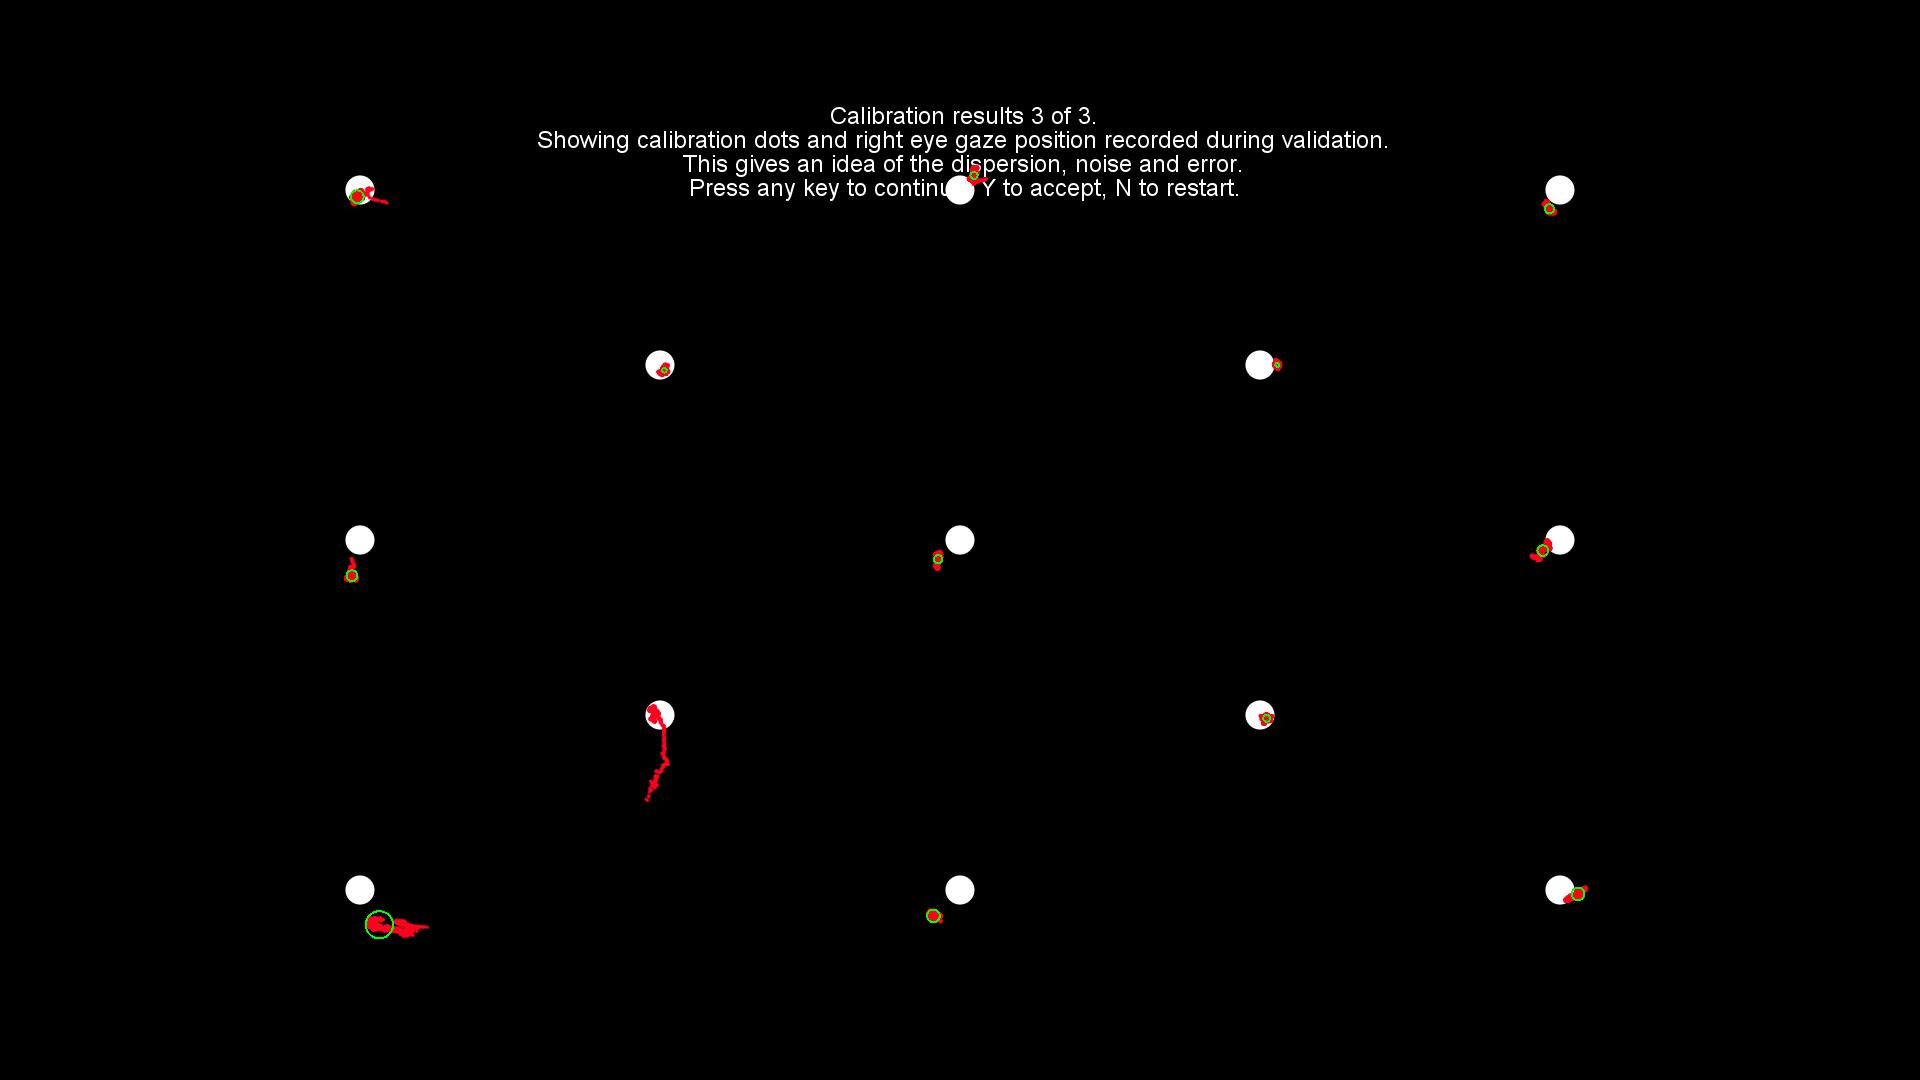 Calibration results 3 of 3.
Showing calibration dots and right eye gaze position recorded during validation.
This gives an idea of the dispersion, noise and error.
Press any key to continu Y to accept, N to restart.